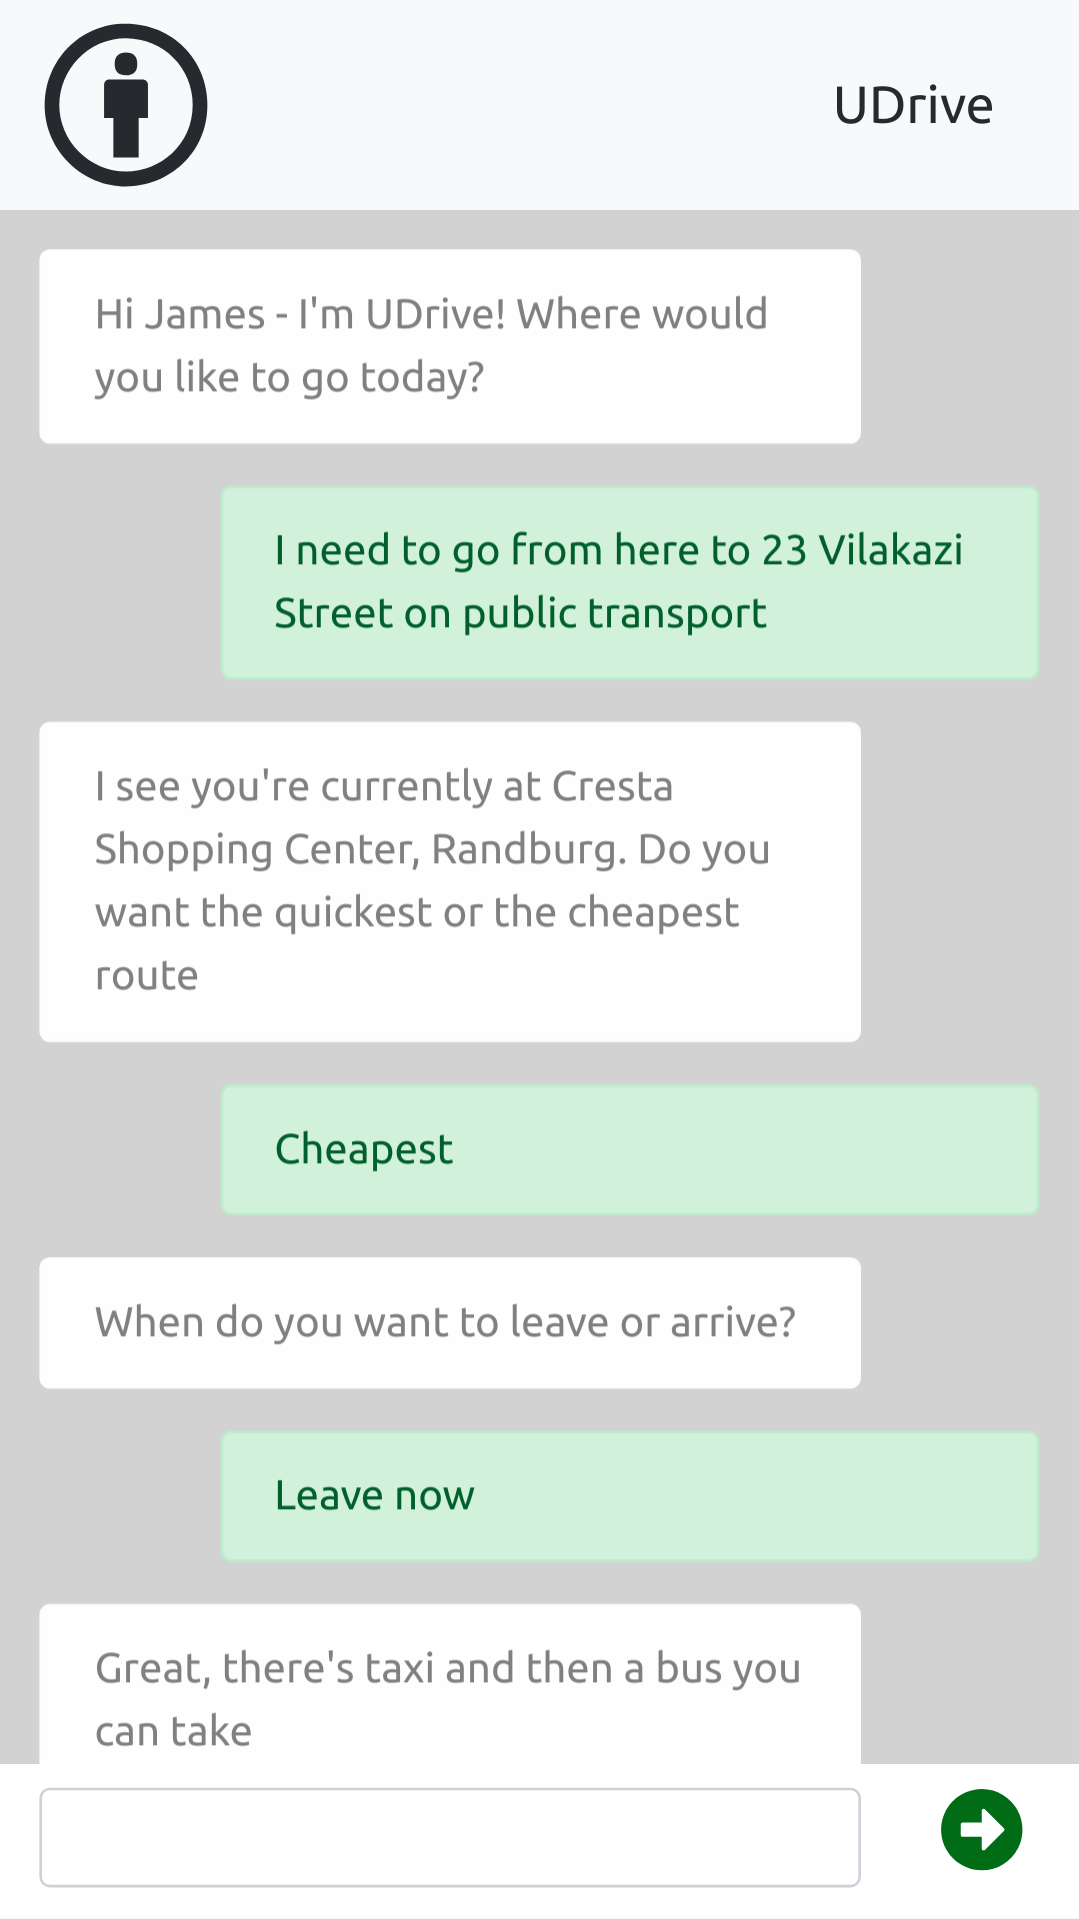 UDrive
Hi James - I'm UDrive! Where would
you like to go today?
I need to go from here to 23 Vilakazi
Street on public transport
I see you're currently at Cresta
Shopping Center, Randburg. Do you
want the quickest or the cheapest
route
Cheapest
When do you want to leave or arrive?
Leave now
Great, there's taxi and then a bus you
can take